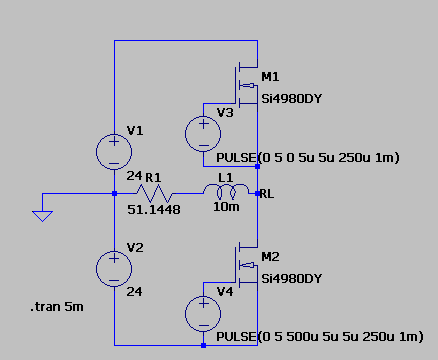 M1
Si4980DY
V3
PULSE(0 5 0 5u 5u 250u 1m)
V1
24
R1
51.1448
L1
10m
RL
M2
Si4980DY
V2
24
V4
PULSE(0 5 500u 5u 5u 250u 1m)
.tran 5m